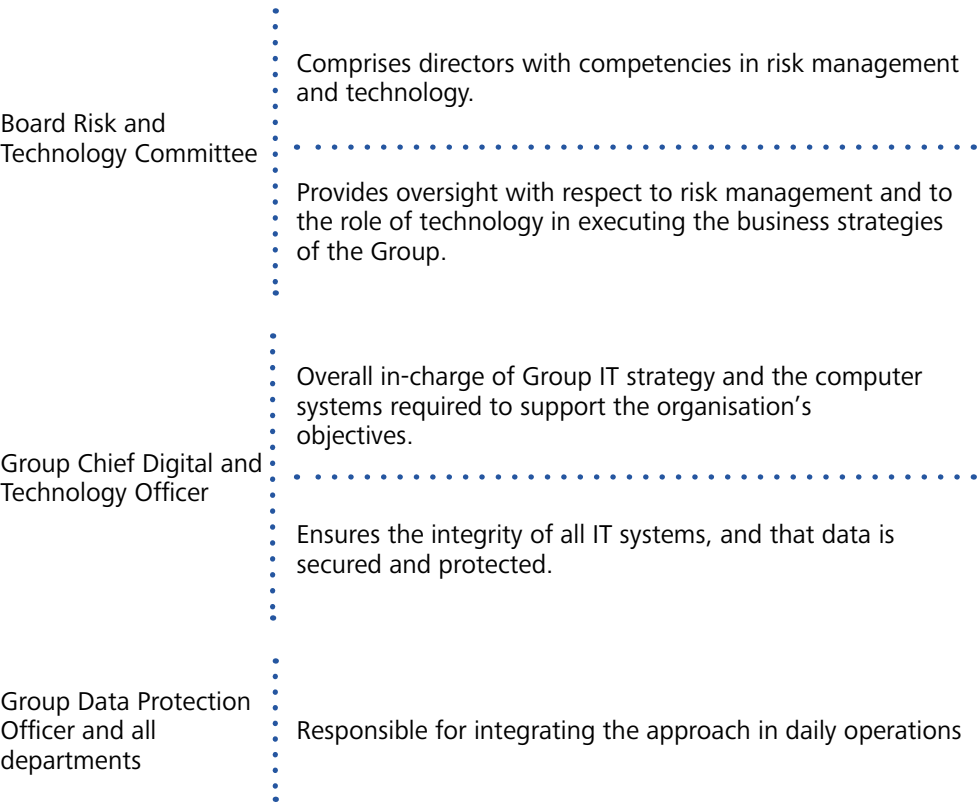 Board Risk and
Technology Committee
Comprises directors with competencies in risk management
and technology.
Provides oversight with respect to risk management and to
the role of technology in executing the business strategies
of the Group.
Group Chief Digital and
Technology Officer
Overall in-charge of Group IT strategy and the computer
systems required to support the organisation’s
objectives.
Ensures the integrity of all IT systems, and that data is
secured and protected.
Group Data Protection
Officer and all
departments
Responsible for integrating the approach in daily operations